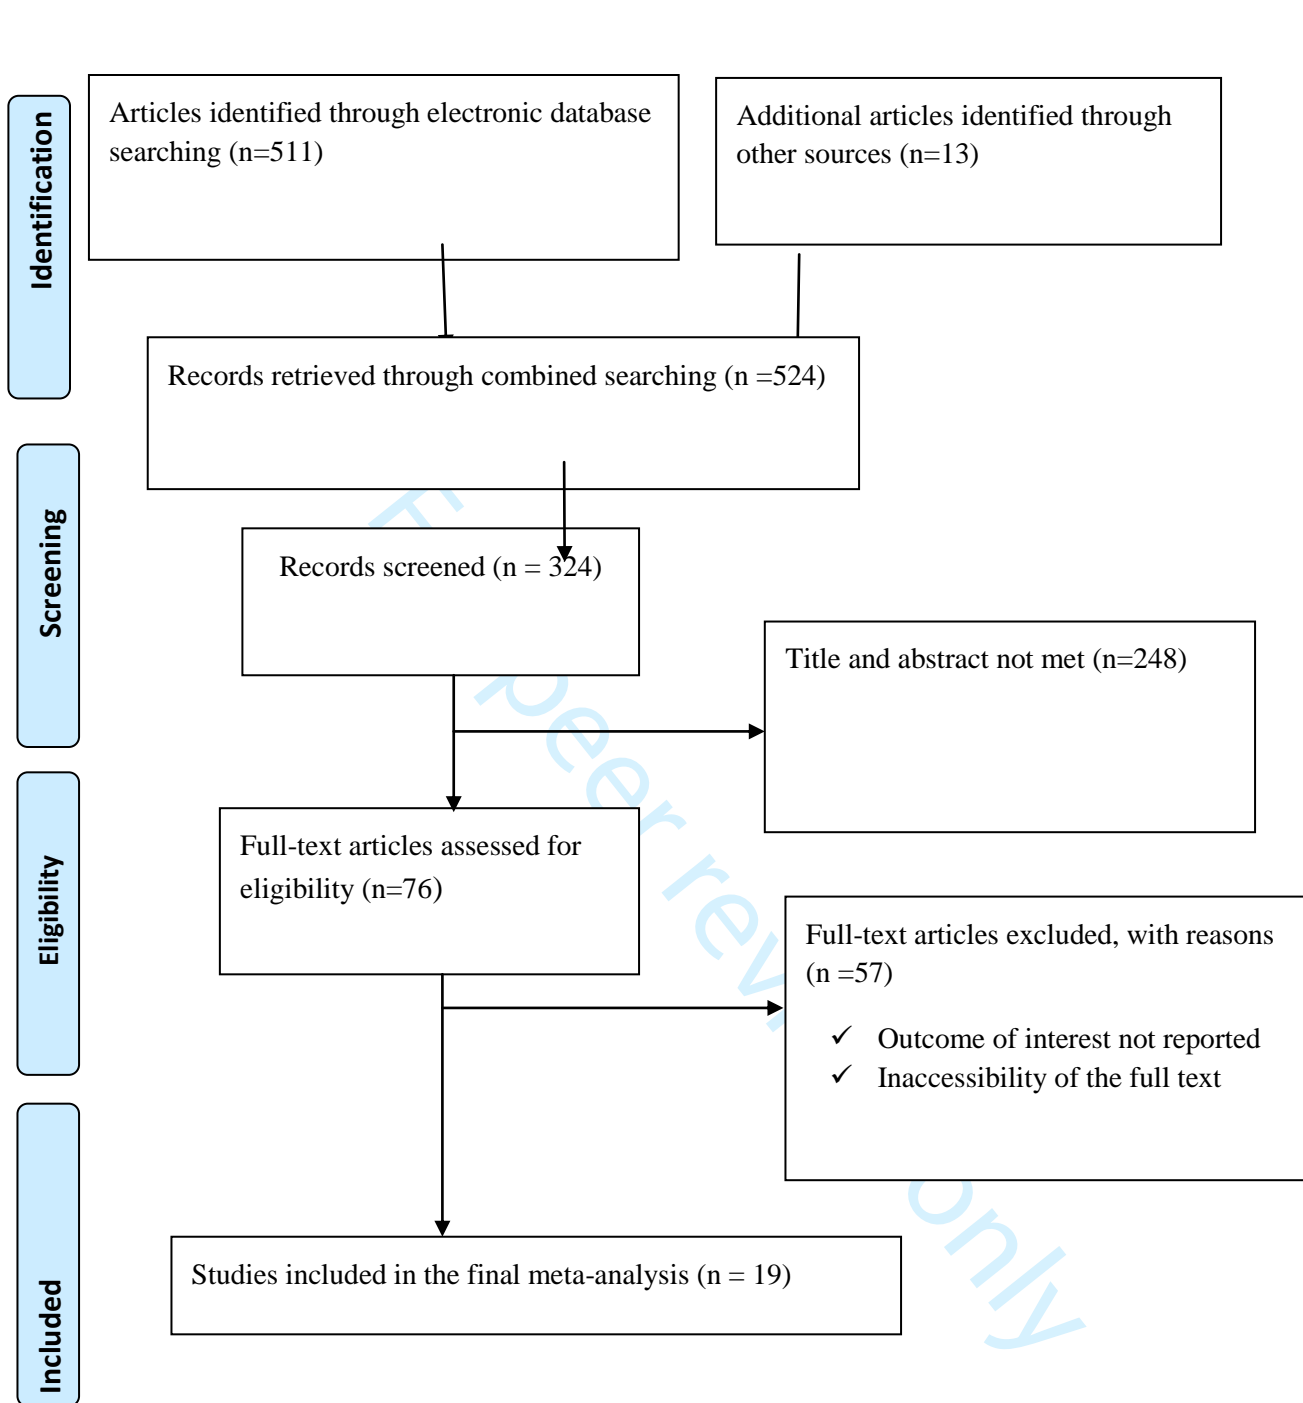 Identification
Articles identified through electronic database
searching (n=511)
Additional articles identified through
other sources (n=13)
Records retrieved through combined searching (n =524)
Screening
Records screened (n = 324)
Title and abstract not met (n=248)
Eligibility
Full-text articles assessed for
eligibility (n=76)
Full-text articles excluded, with reasons
(n =57)
✓ Outcome of interest not reported
✓ Inaccessibility of the full text
Included
Studies included in the final meta-analysis (n = 19)
peer rev only